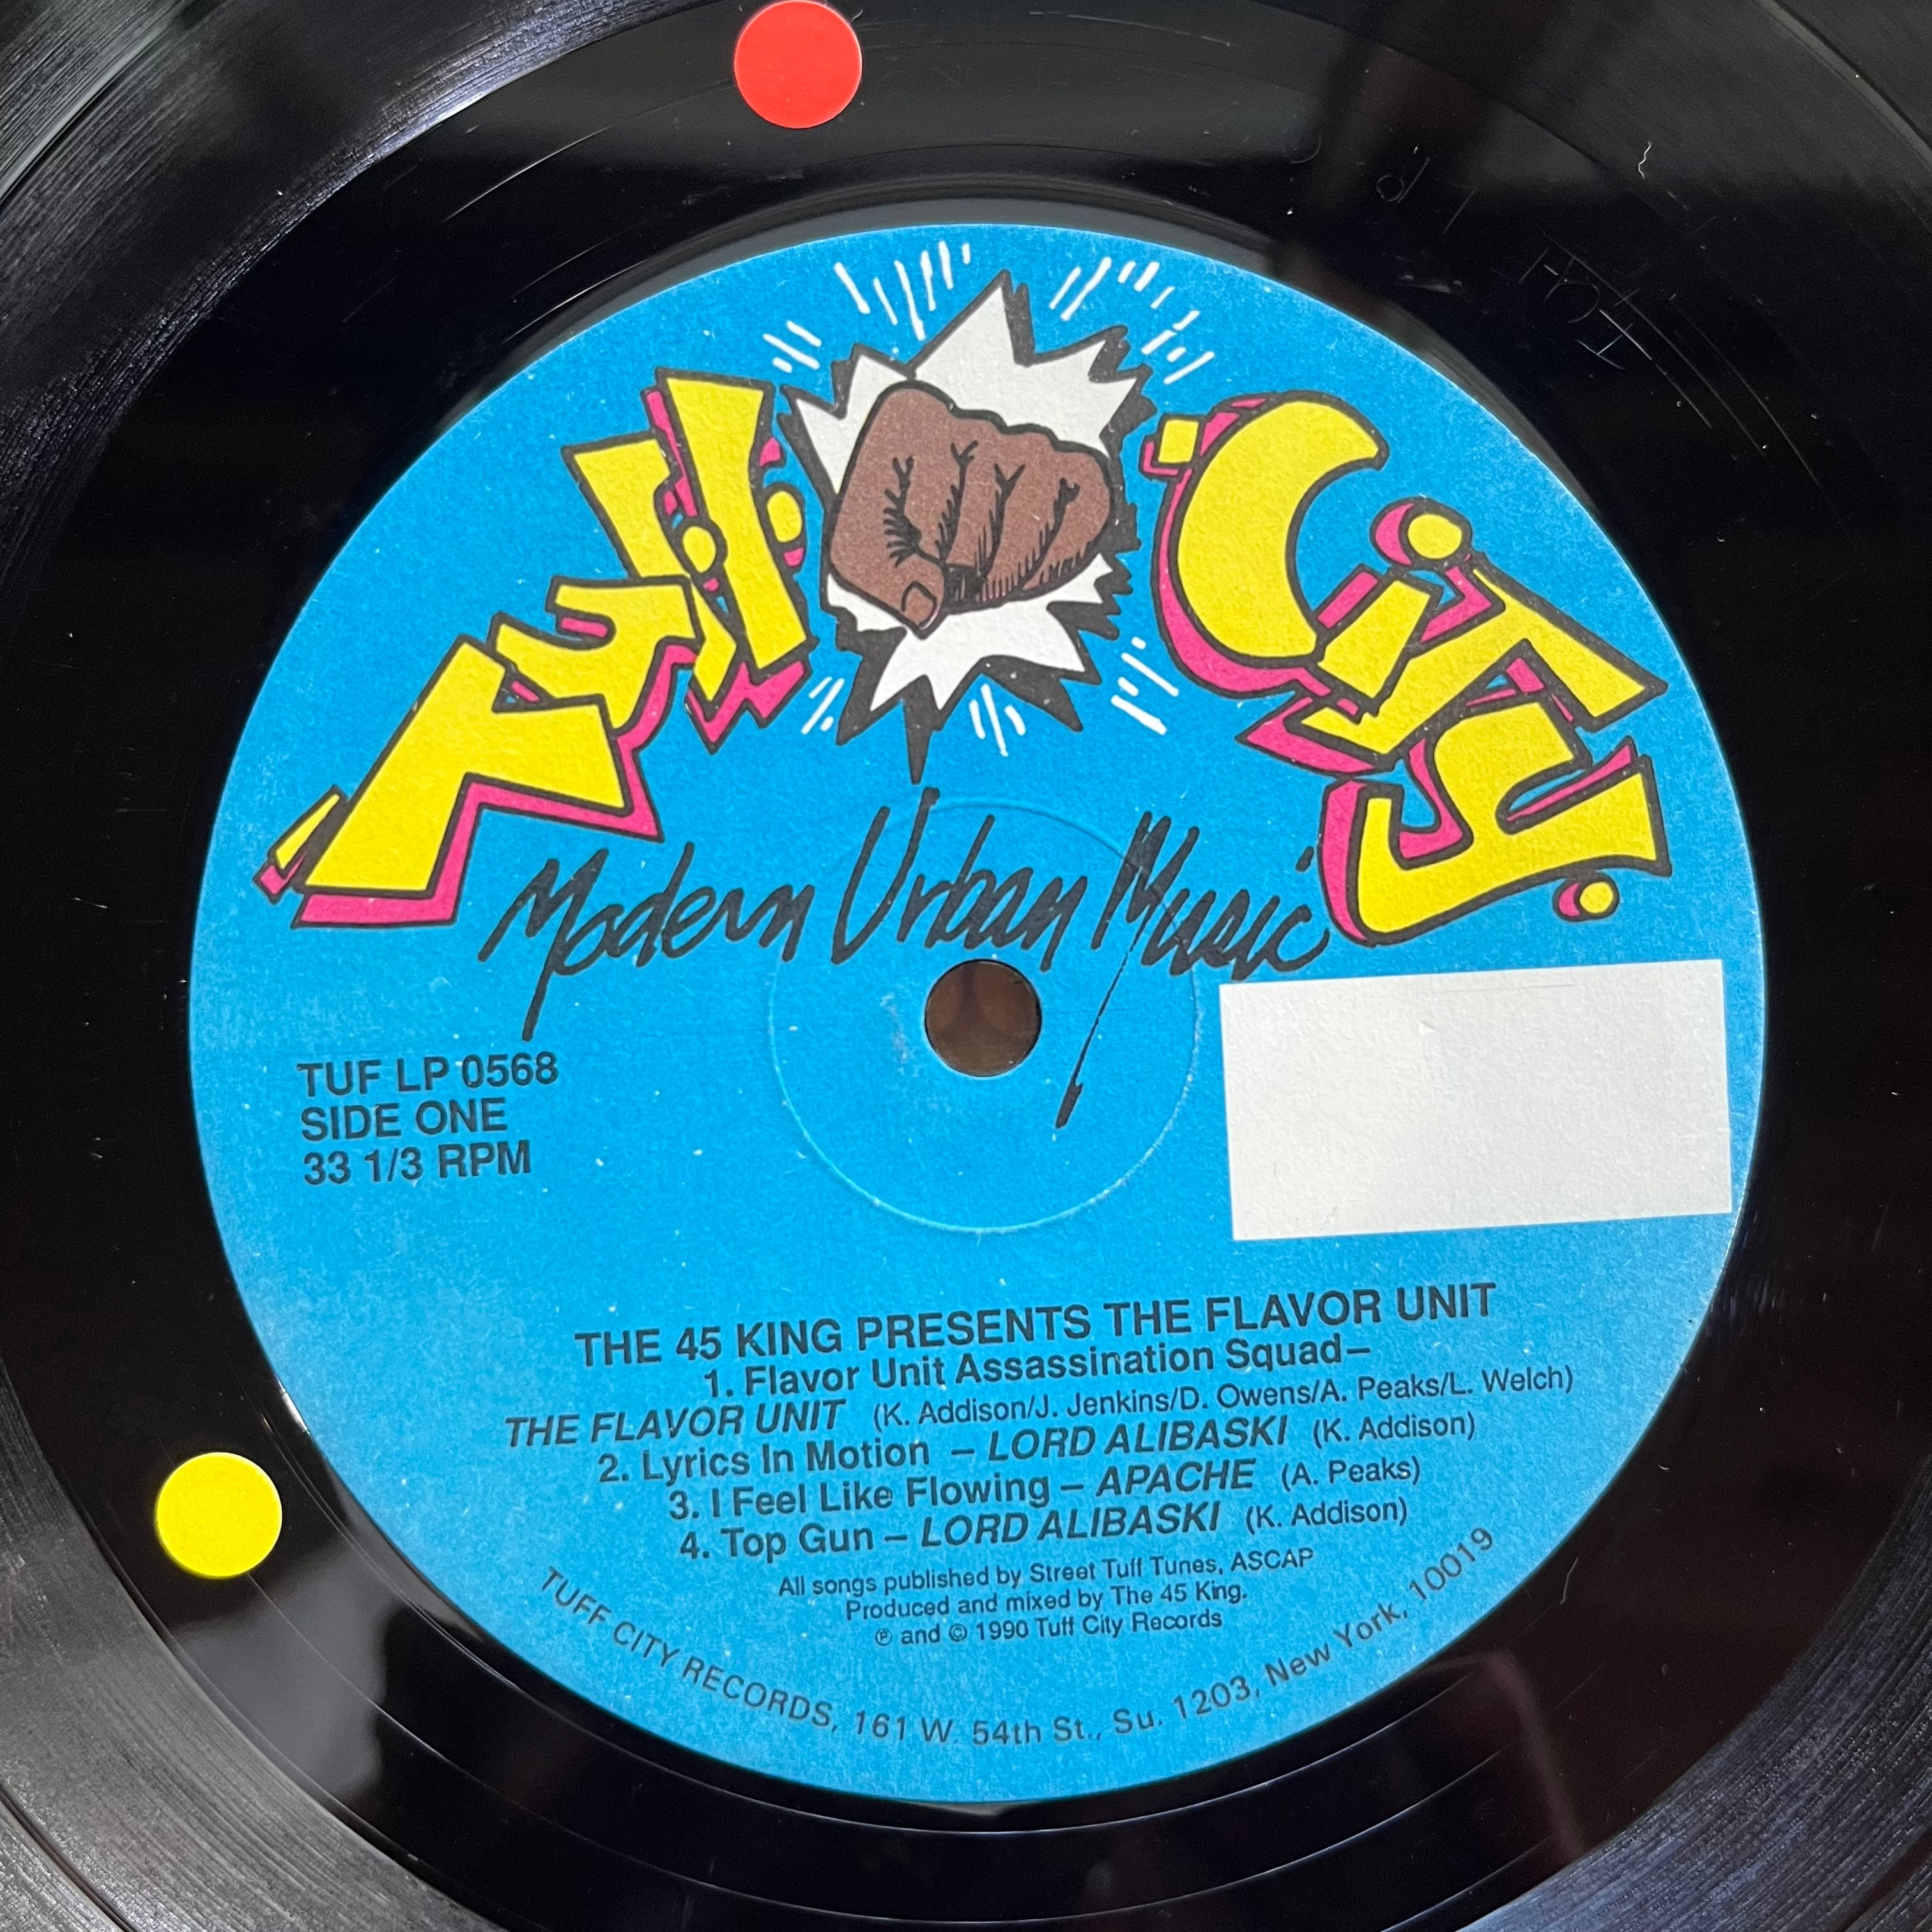 Tuff City.
Modern Urban Music
TUF LP 0568
SIDE ONE
33 1/3 RPM
THE 45 KING PRESENTS THE FLAVOR UNIT
1. Flavor Unit Assassination Squad–
THE FLAVOR UNIT (K. Addison/J. Jenkins/D. Owens/A. Peaks/L. Welch)
2. Lyrics In Motion – LORD ALIBASKI (K. Addison)
3. I Feel Like Flowing – APACHE (A. Peaks)
4. Top Gun – LORD ALIBASKI (K. Addison)
All songs published by Street Tuff Tunes, ASCAP
Produced and mixed by The 45 King.
℗ and © 1990 Tuff City Records
TUFF CITY RECORDS, 161 W. 54th St., Su. 1203, New York, 10019